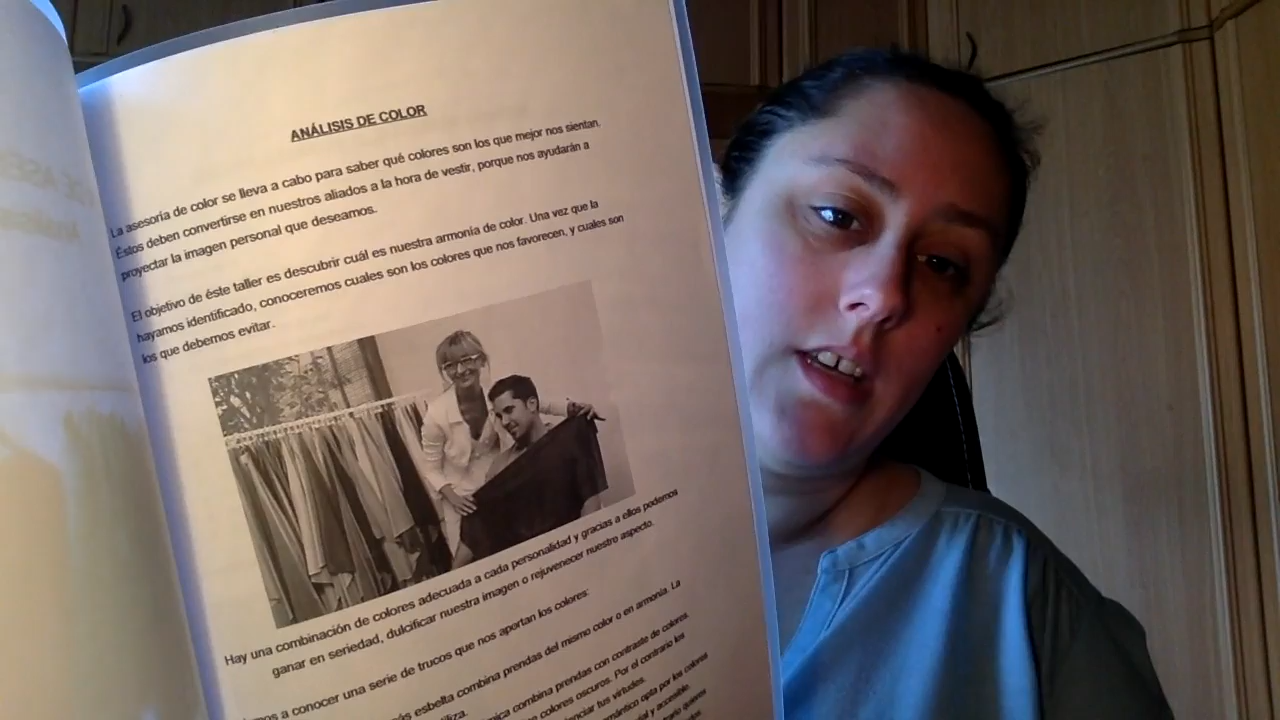 ANÁLISIS DE COLOR
La asesoría de color se lleva a cabo para saber qué colores son los que mejor nos sientan.
Éstos deben convertirse en nuestros aliados a la hora de vestir, porque nos ayudarán a
proyectar la imagen personal que deseamos.
El objetivo de éste taller es descubrir cuál es nuestra armonía de color. Una vez que la
hayamos identificado, conoceremos cuales son los colores que nos favorecen, y cuales son
los que debemos evitar.
Hay una combinación de colores adecuada a cada personalidad y gracias a ellos podemos
ganar en seriedad, dulcificar nuestra imagen o rejuvenecer nuestro aspecto.
a conocer una serie de trucos que nos aportan los colores:
esbelta combina prendas del mismo color o en armonía. La
combina prendas con contraste de colores.
colores oscuros. Por el contrario los
tus virtudes.
opta por los colores
y accesible.